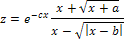 z = e^{-cx} \frac{x + \sqrt{x + a}}{x - \sqrt{|x - b|}}